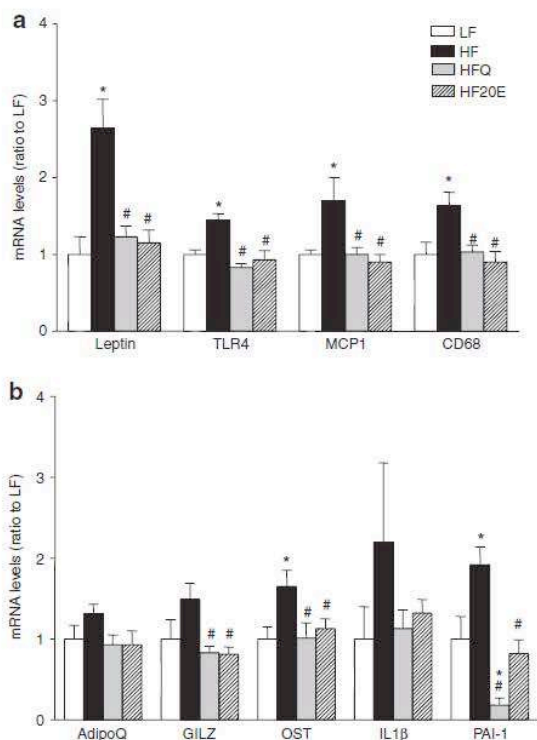 a
LF
HF
HFQ
HF20E
mRNA levels (ratio to LF)
4
3
2
1
0
*
# #
*
# #
*
# #
*
# #
Leptin TLR4 MCP1 CD68
b
mRNA levels (ratio to LF)
4
3
2
1
0
# #
*
# #
*
*
#
#
AdipoQ GILZ OST IL1β PAI-1